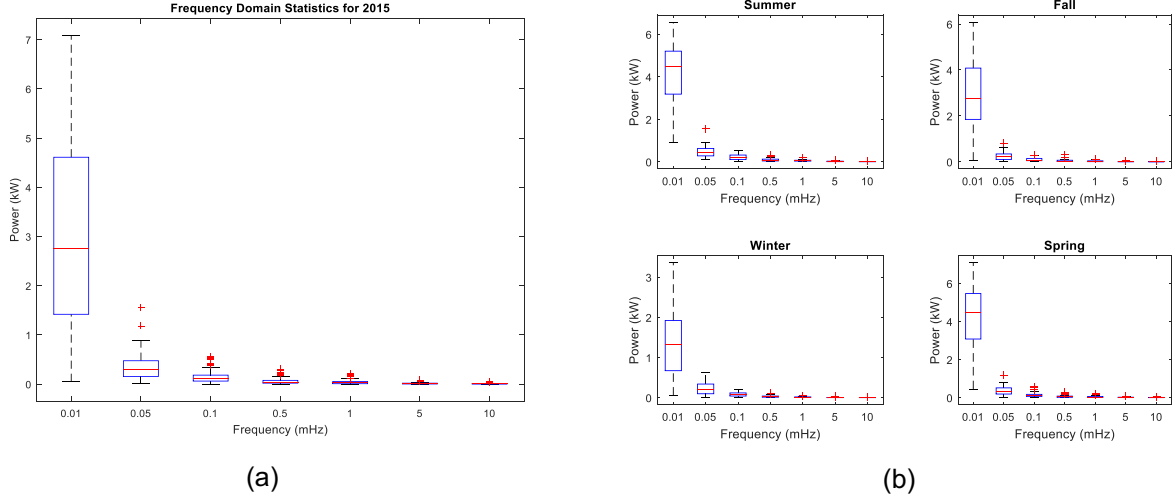 Frequency Domain Statistics for 2015
7
6
5
4
3
2
1
0
Power (kW)
0.01 0.05 0.1 0.5 1 5 10
Frequency (mHz)
(a)
Summer
6
4
2
0
Power (kW)
0.01 0.05 0.1 0.5 1 5 10
Frequency (mHz)
Fall
6
4
2
0
Power (kW)
0.01 0.05 0.1 0.5 1 5 10
Frequency (mHz)
Winter
3
2
1
0
Power (kW)
0.01 0.05 0.1 0.5 1 5 10
Frequency (mHz)
Spring
6
4
2
0
Power (kW)
0.01 0.05 0.1 0.5 1 5 10
Frequency (mHz)
(b)